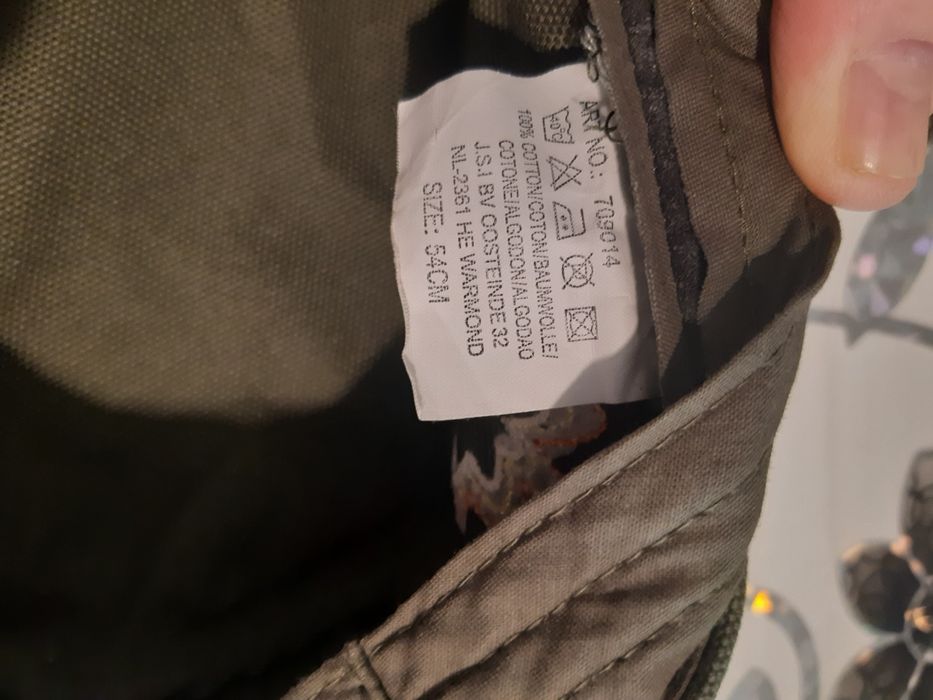 ART NO.: 709014
40°C
100% COTTON/COTON/BAUMWOLLE/
COTONE/ALGODON/ALGODAO
J.S.I BV OOSTEINDE 32
NL-2361 HE WARMOND
SIZE: 54CM